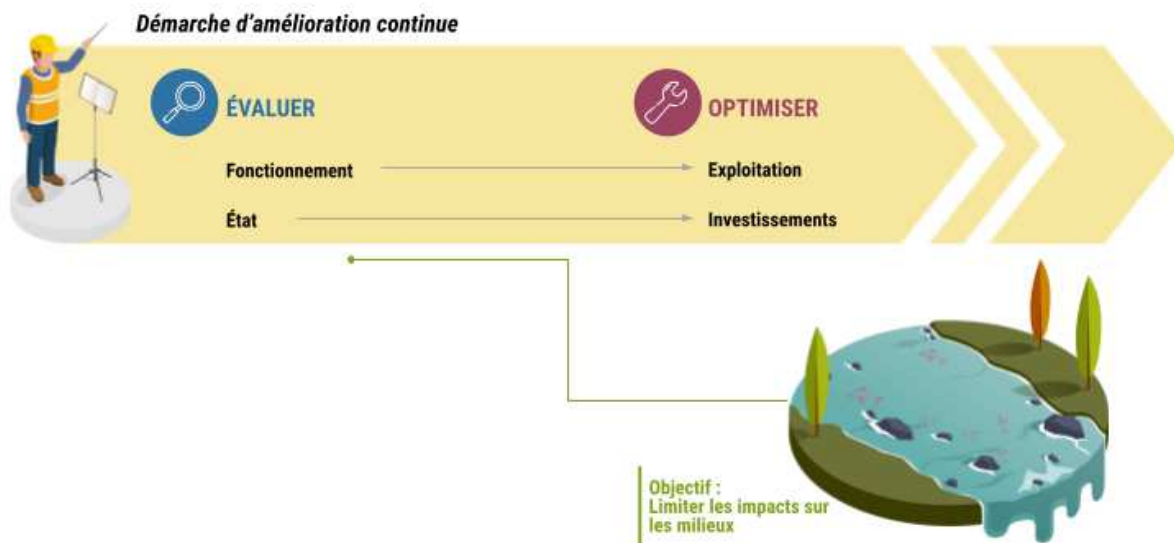 Démarche d’amélioration continue
ÉVALUER
OPTIMISER
Fonctionnement
Exploitation
État
Investissements
Objectif :
Limiter les impacts sur
les milieux